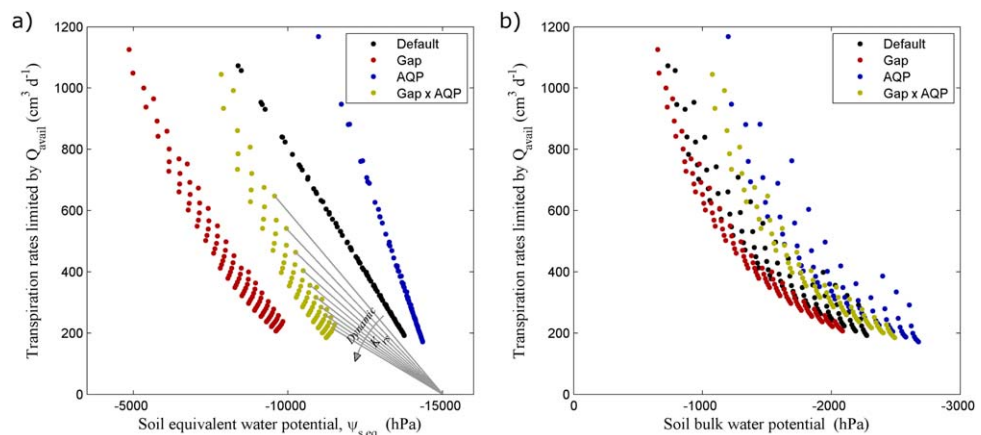 a)
Transpiration rates limited by Qavail (cm³ d⁻¹)
1200
1000
800
600
400
200
0
-5000
-10000
-15000
Soil equivalent water potential, ψs,eq (hPa)
Default
Gap
AQP
Gap x AQP
Dynamic
b)
Transpiration rates limited by Qavail (cm³ d⁻¹)
1200
1000
800
600
400
200
0
0
-1000
-2000
-3000
Soil bulk water potential (hPa)
Default
Gap
AQP
Gap x AQP